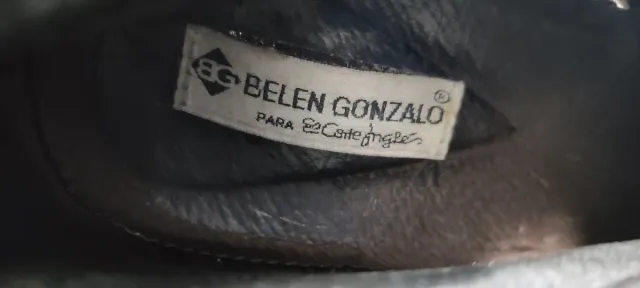 BG BELEN GONZALO ®
PARA El Corte Inglés